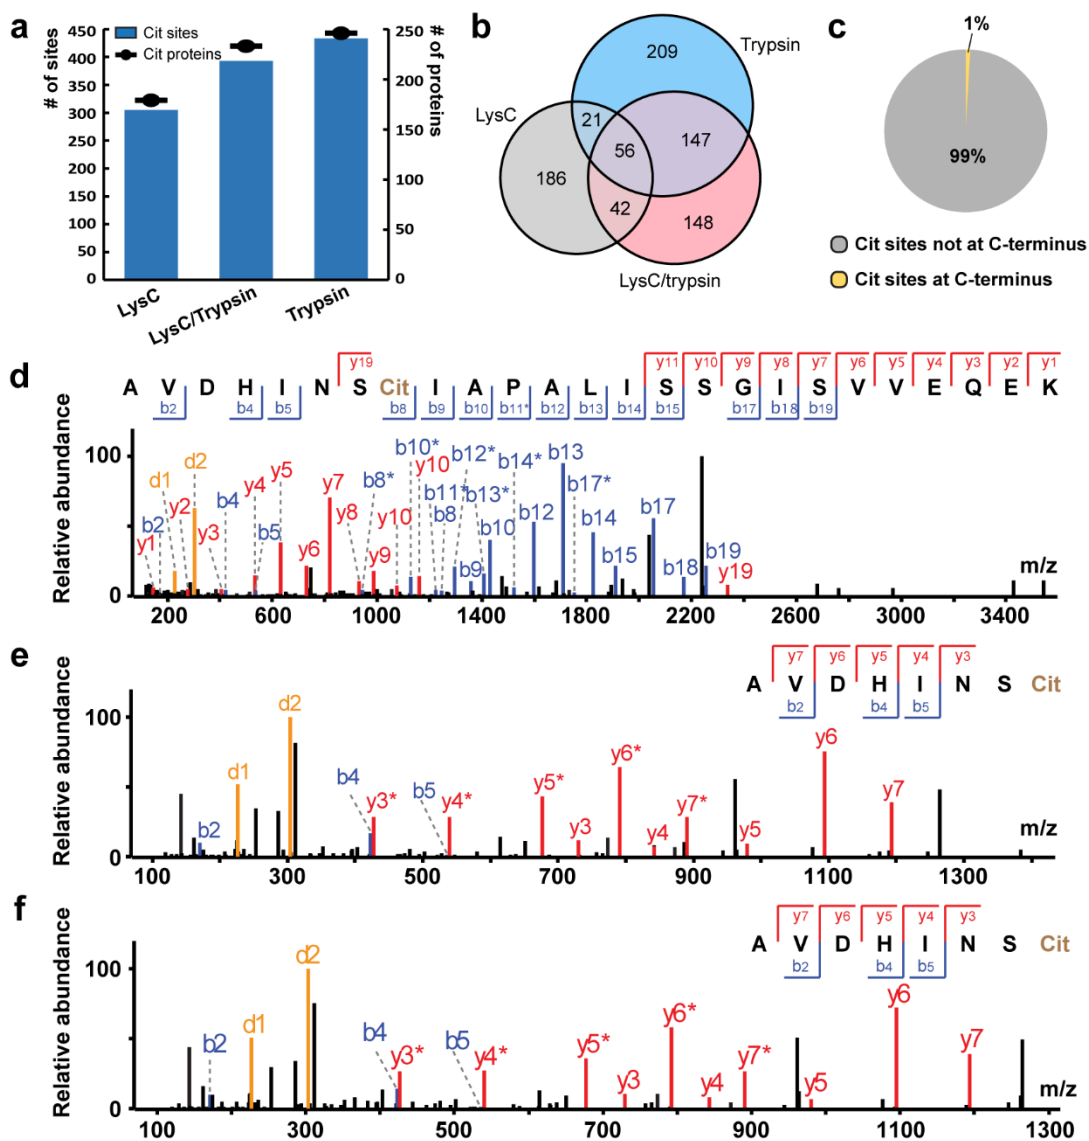 a
# of sites
450
400
350
300
250
200
150
100
50
0
Cit sites
Cit proteins
# of proteins
250
200
150
100
50
0
LysC
LysC/Trypsin
Trypsin
b
Trypsin
LysC
LysC/trypsin
209
21
147
56
186
42
148
c
1%
99%
Cit sites not at C-terminus
Cit sites at C-terminus
d
y19 y11 y10 y9 y8 y7 y6 y5 y4 y3 y2 y1
A V D H I N S Cit I A P A L I S S G I S V V E Q E K
b2 b4 b5 b8 b9 b10 b11* b12 b13 b14 b15 b17 b18 b19
Relative abundance
100
0
y1
b2
y2
d1
d2
y3
b4
y4
b5
y5
y6
y7
y8
b8*
y9
y10
b10*
y10
b11*
b8
b12*
b9
b13*
b10
b14*
b12
b13
b17*
b14
b15
b17
b18
b19
y19
m/z
200 600 1000 1400 1800 2200 2600 3000 3400
e
y7 y6 y5 y4 y3
A V D H I N S Cit
b2 b4 b5
Relative abundance
100
0
b2
d1
d2
b4
y3*
b5
y4*
y5*
y3
y6*
y4
y7*
y5
y6
y7
m/z
100 300 500 700 900 1100 1300
f
y7 y6 y5 y4 y3
A V D H I N S Cit
b2 b4 b5
Relative abundance
100
0
b2
d1
d2
b4
y3*
b5
y4*
y5*
y3
y6*
y4
y7*
y5
y6
y7
m/z
100 300 500 700 900 1100 1300